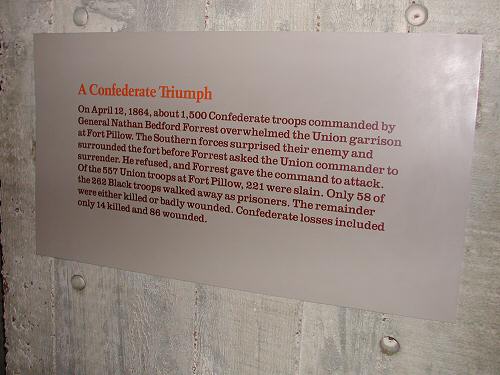 A Confederate Triumph
On April 12, 1864, about 1,500 Confederate troops commanded by
General Nathan Bedford Forrest overwhelmed the Union garrison
at Fort Pillow. The Southern forces surprised their enemy and
surrounded the fort before Forrest asked the Union commander to
surrender. He refused, and Forrest gave the command to attack.
Of the 557 Union troops at Fort Pillow, 221 were slain. Only 58 of
the 262 Black troops walked away as prisoners. The remainder
were either killed or badly wounded. Confederate losses included
only 14 killed and 86 wounded.